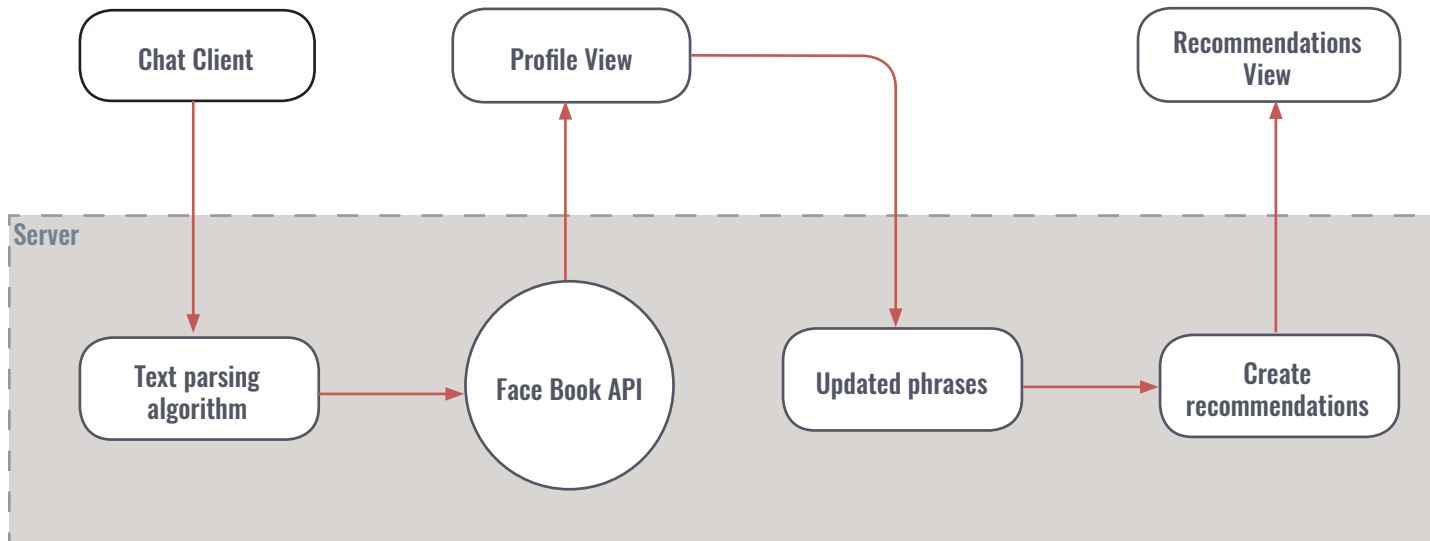 Chat Client
Profile View
Recommendations
View
Server
Text parsing
algorithm
Face Book API
Updated phrases
Create
recommendations